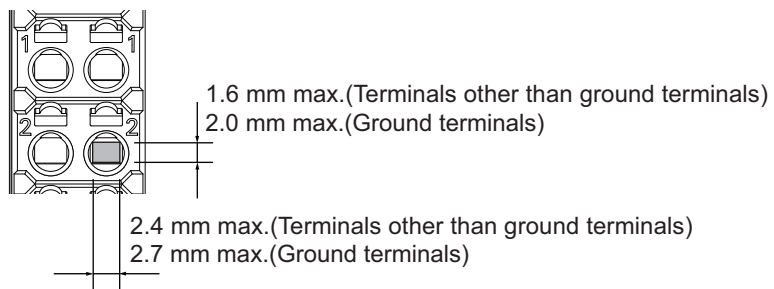 1 1
1.6 mm max.(Terminals other than ground terminals)
2.0 mm max.(Ground terminals)
2 2
2.4 mm max.(Terminals other than ground terminals)
2.7 mm max.(Ground terminals)